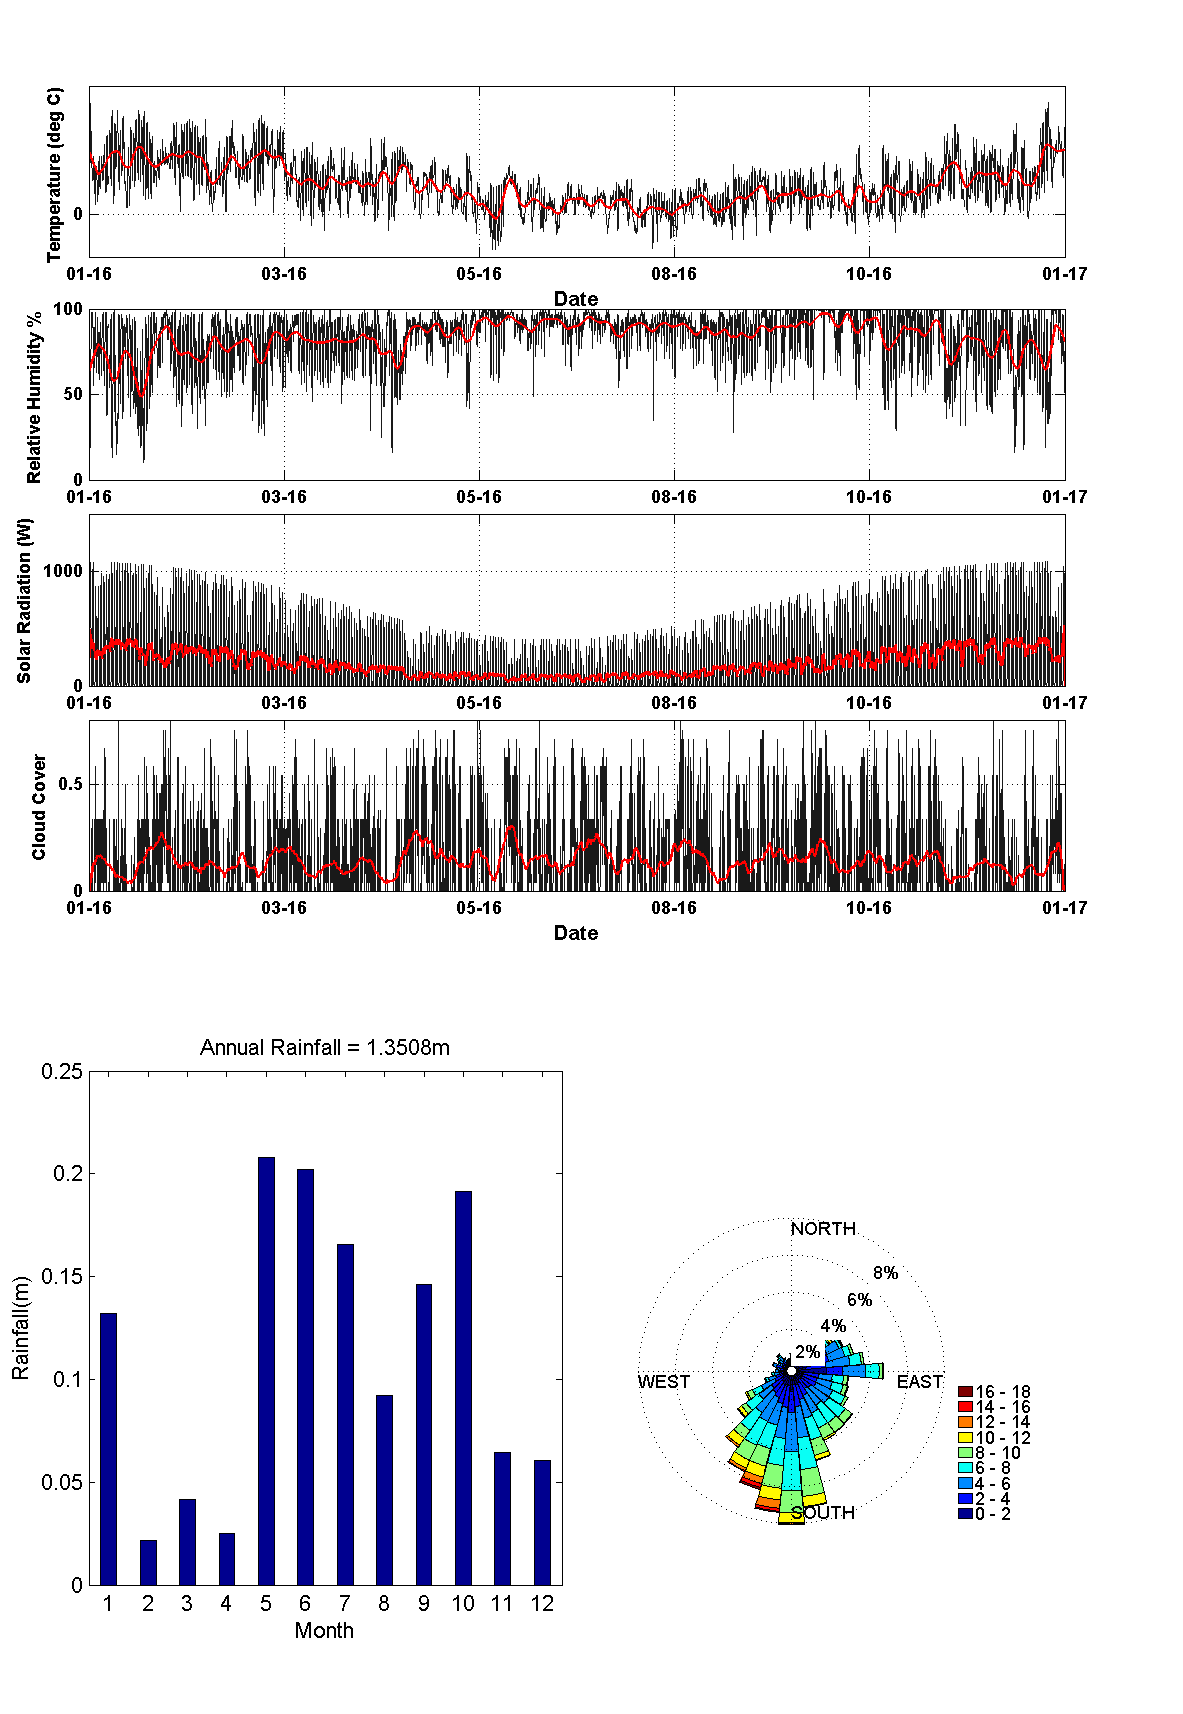 Temperature (deg C)
0
01-16 03-16 05-16 08-16 10-16 01-17
Date
Relative Humidity %
100
50
0
01-16 03-16 05-16 08-16 10-16 01-17
Solar Radiation (W)
1000
0
01-16 03-16 05-16 08-16 10-16 01-17
Cloud Cover
0.5
0
01-16 03-16 05-16 08-16 10-16 01-17
Date
Annual Rainfall = 1.3508m
Rainfall(m)
0.25
0.2
0.15
0.1
0.05
0
1 2 3 4 5 6 7 8 9 10 11 12
Month
NORTH
8%
6%
4%
2%
WEST
EAST
SOUTH
16 - 18
14 - 16
12 - 14
10 - 12
8 - 10
6 - 8
4 - 6
2 - 4
0 - 2